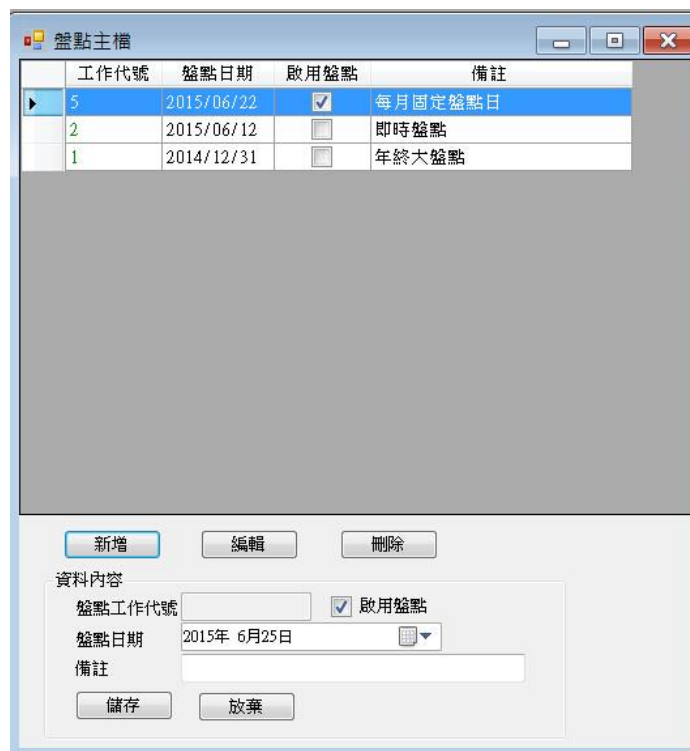 盤點主檔
工作代號 盤點日期 啟用盤點 備註
5 2015/06/22 每月固定盤點日
2 2015/06/12 即時盤點
1 2014/12/31 年終大盤點
新增 編輯 刪除
資料內容
盤點工作代號 啟用盤點
盤點日期 2015年 6月25日
備註
儲存 放棄